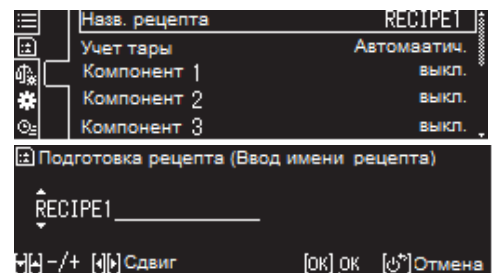 Назв. рецепта RECIPE1
Учет тары Автомаатич.
Компонент 1 выкл.
Компонент 2 выкл.
Компонент 3 выкл.
Подготовка рецепта (Ввод имени рецепта)
RECIPE1
−/+ Сдвиг [OK] OK Отмена